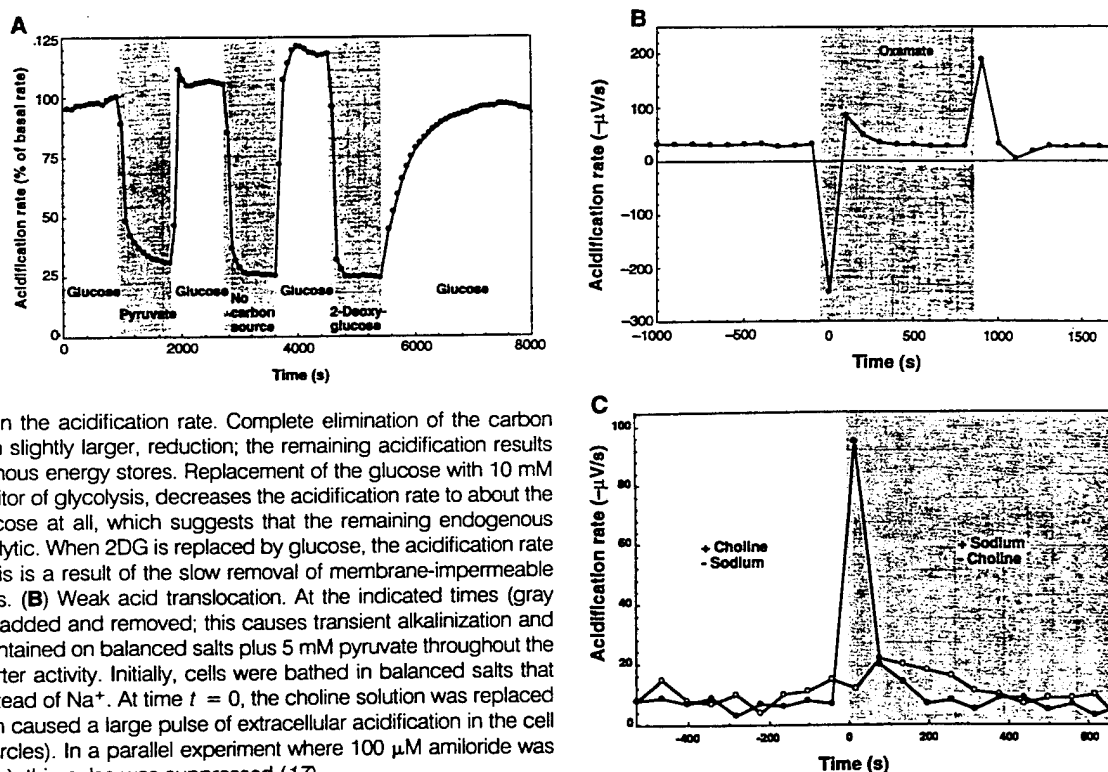 A
.125
100
75
50
25
0
Acidification rate (% of basal rate)
Glucose
Pyruvate
Glucose
No
carbon
source
Glucose
2-Deoxy-
glucose
Glucose
0
2000
4000
6000
8000
Time (s)
B
200
100
0
-100
-200
-300
Acidification rate (-μV/s)
Oxamate
-1000
-500
0
500
1000
1500
Time (s)
n the acidification rate. Complete elimination of the carbon
slightly larger, reduction; the remaining acidification results
nous energy stores. Replacement of the glucose with 10 mM
itor of glycolysis, decreases the acidification rate to about the
cose at all, which suggests that the remaining endogenous
lytic. When 2DG is replaced by glucose, the acidification rate
is is a result of the slow removal of membrane-impermeable
s. (B) Weak acid translocation. At the indicated times (gray
added and removed; this causes transient alkalinization and
ntained on balanced salts plus 5 mM pyruvate throughout the
rter activity. Initially, cells were bathed in balanced salts that
tead of Na+. At time t = 0, the choline solution was replaced
n caused a large pulse of extracellular acidification in the cell
rcles). In a parallel experiment where 100 μM amiloride was
C
100
80
60
40
20
0
Acidification rate (-μV/s)
+ Choline
- Sodium
+ Sodium
- Choline
-400
-200
0
200
400
600
Time (s)